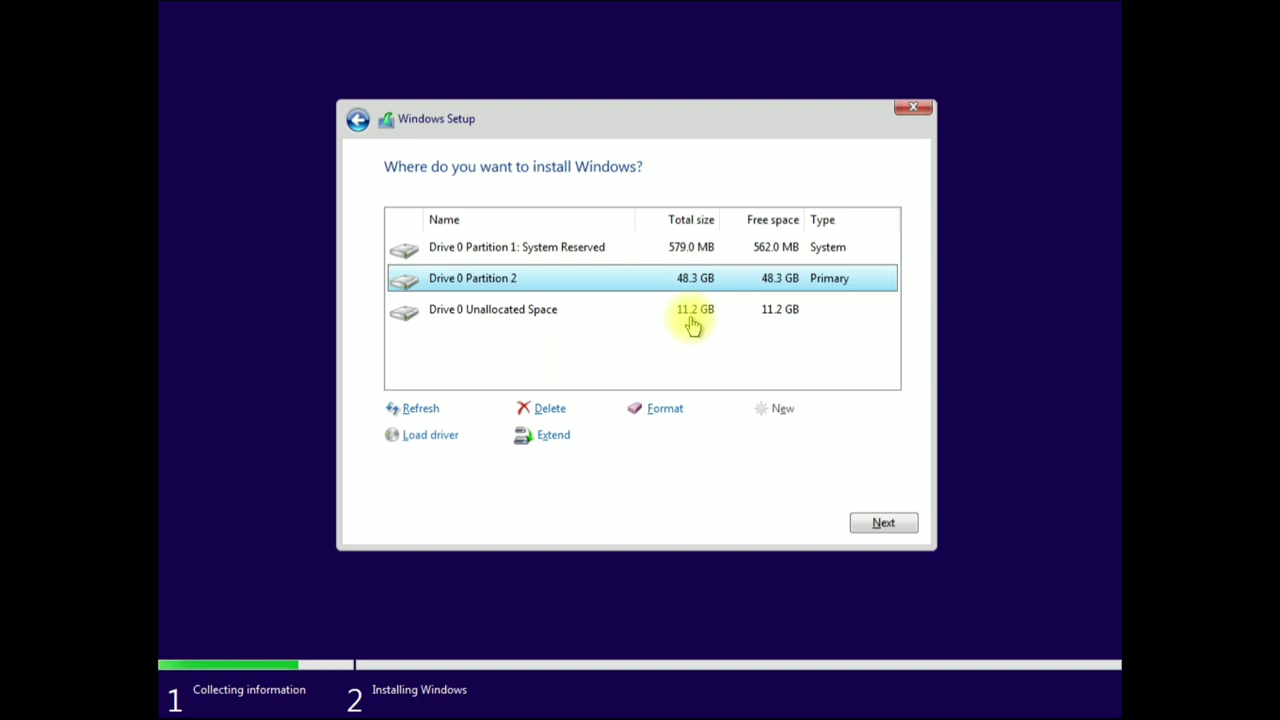 Windows Setup
Where do you want to install Windows?
Name Total size Free space Type
Drive 0 Partition 1: System Reserved 579.0 MB 562.0 MB System
Drive 0 Partition 2 48.3 GB 48.3 GB Primary
Drive 0 Unallocated Space 11.2 GB 11.2 GB
Refresh Delete Format New
Load driver Extend
Next
1 Collecting information 2 Installing Windows